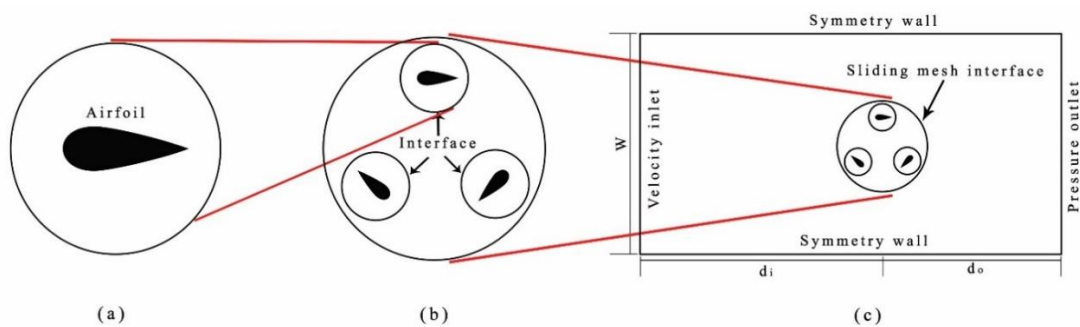 Airfoil
(a)
Interface
(b)
Symmetry wall
Sliding mesh interface
W
Velocity inlet
Pressure outlet
Symmetry wall
di
do
(c)